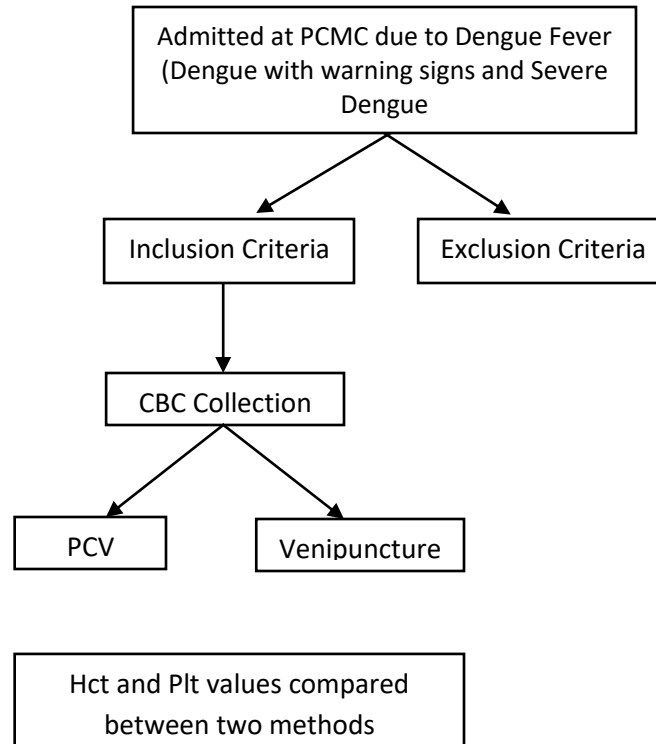 Admitted at PCMC due to Dengue Fever
(Dengue with warning signs and Severe
Dengue
Inclusion Criteria
Exclusion Criteria
CBC Collection
PCV
Venipuncture
Hct and Plt values compared
between two methods